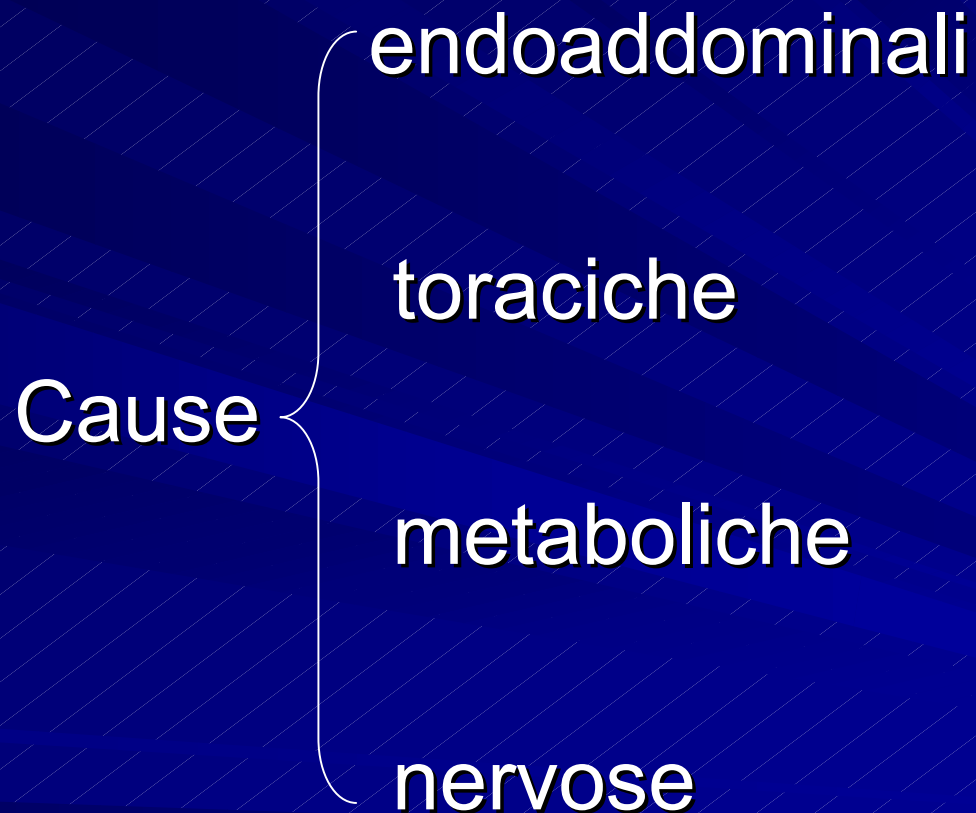 endoaddominali
toraciche
Cause
metaboliche
nervose